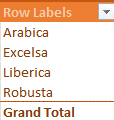 Row Labels
Arabica
Excelsa
Liberica
Robusta
Grand Total